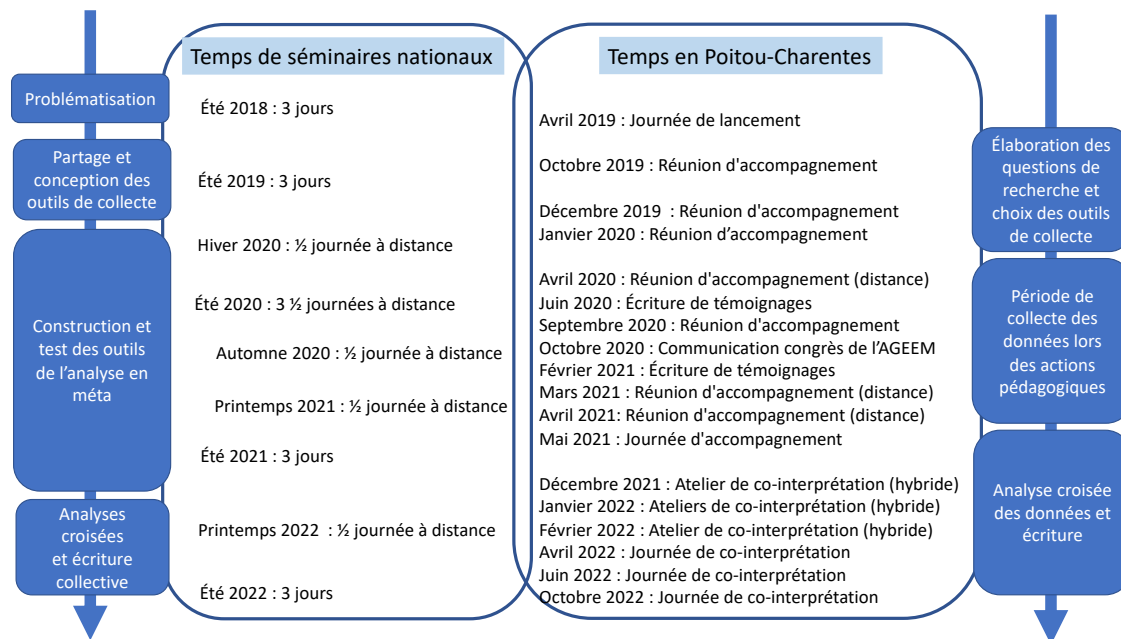 Temps de séminaires nationaux
Temps en Poitou-Charentes
Problématisation
Partage et
conception des
outils de collecte
Construction et
test des outils
de l’analyse en
méta
Analyses
croisées
et écriture
collective
Été 2018 : 3 jours
Été 2019 : 3 jours
Hiver 2020 : ½ journée à distance
Été 2020 : 3 ½ journées à distance
Automne 2020 : ½ journée à distance
Printemps 2021 : ½ journée à distance
Été 2021 : 3 jours
Printemps 2022 : ½ journée à distance
Été 2022 : 3 jours
Avril 2019 : Journée de lancement
Octobre 2019 : Réunion d'accompagnement
Décembre 2019 : Réunion d'accompagnement
Janvier 2020 : Réunion d’accompagnement
Avril 2020 : Réunion d'accompagnement (distance)
Juin 2020 : Écriture de témoignages
Septembre 2020 : Réunion d'accompagnement
Octobre 2020 : Communication congrès de l’AGEEM
Février 2021 : Écriture de témoignages
Mars 2021 : Réunion d'accompagnement (distance)
Avril 2021: Réunion d'accompagnement (distance)
Mai 2021 : Journée d'accompagnement
Décembre 2021 : Atelier de co-interprétation (hybride)
Janvier 2022 : Ateliers de co-interprétation (hybride)
Février 2022 : Atelier de co-interprétation (hybride)
Avril 2022 : Journée de co-interprétation
Juin 2022 : Journée de co-interprétation
Octobre 2022 : Journée de co-interprétation
Élaboration des
questions de
recherche et
choix des outils
de collecte
Période de
collecte des
données lors
des actions
pédagogiques
Analyse croisée
des données et
écriture